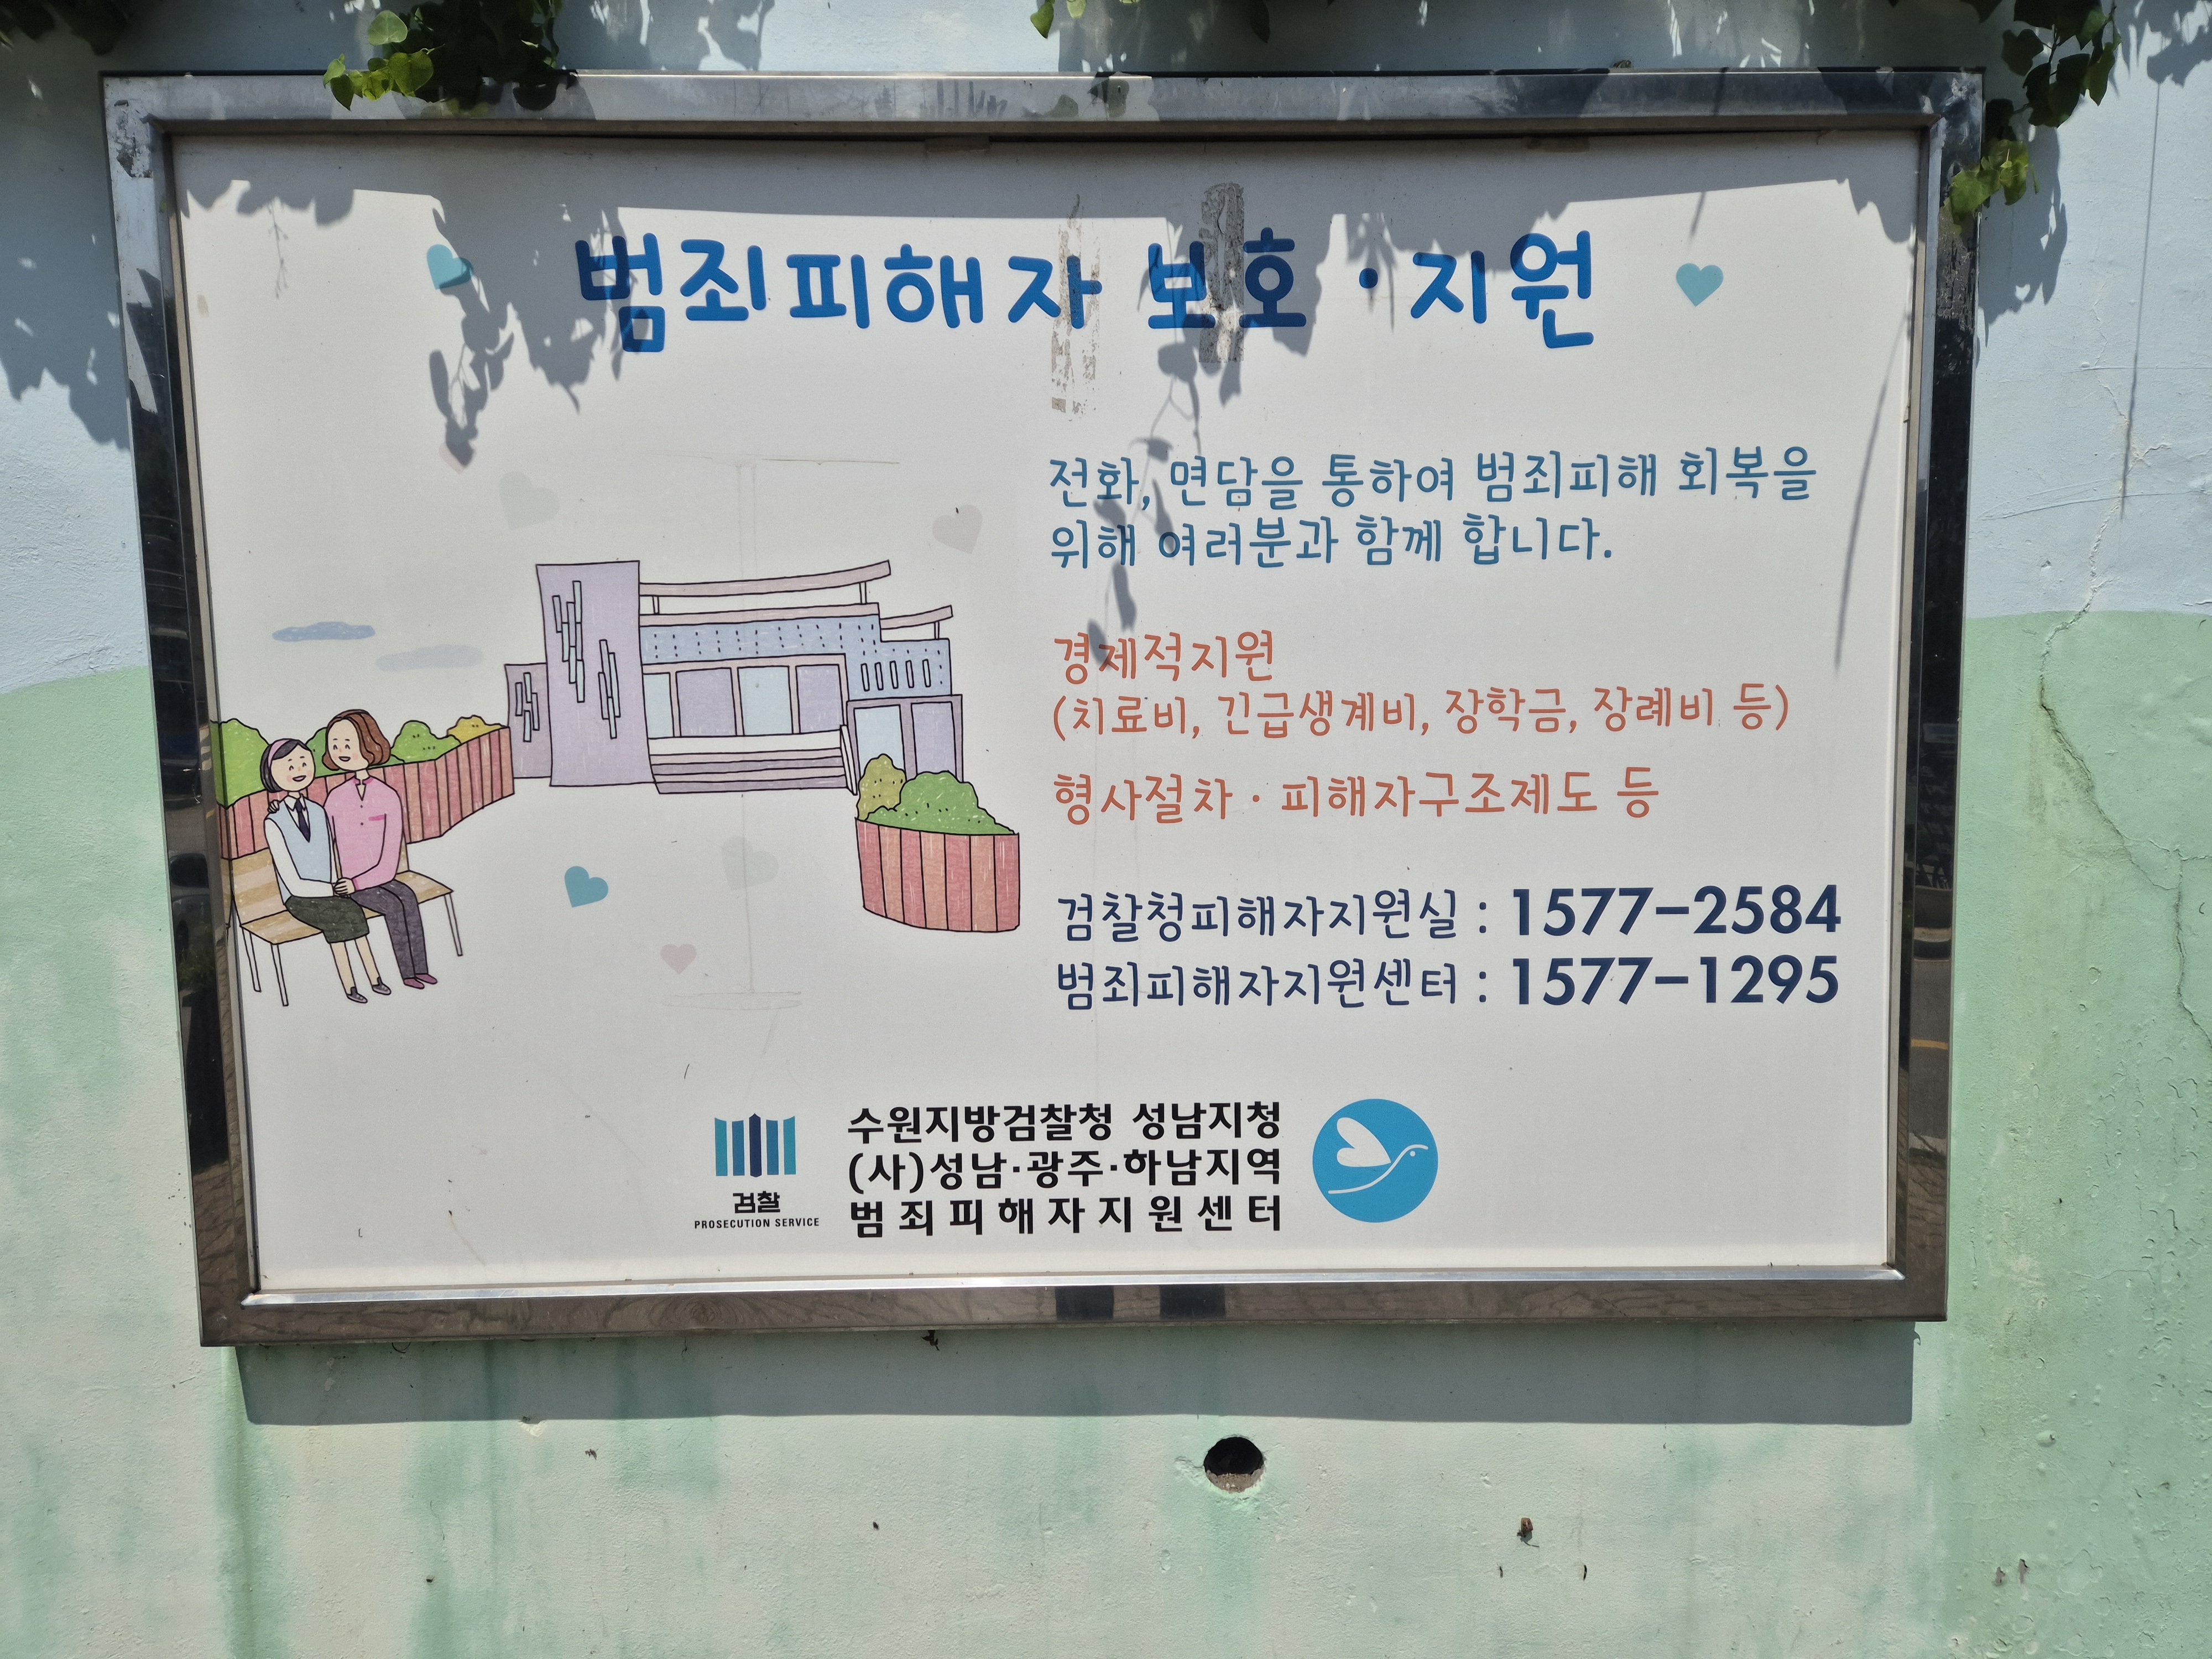 범죄피해자 보호·지원
전화, 면담을 통하여 범죄피해 회복을
위해 여러분과 함께 합니다.
경제적지원
(치료비, 긴급생계비, 장학금, 장례비 등)
형사절차·피해자구조제도 등
검찰청피해자지원실 : 1577-2584
범죄피해자지원센터 : 1577-1295
검찰
PROSECUTION SERVICE
수원지방검찰청 성남지청
(사)성남·광주·하남지역
범죄피해자지원센터